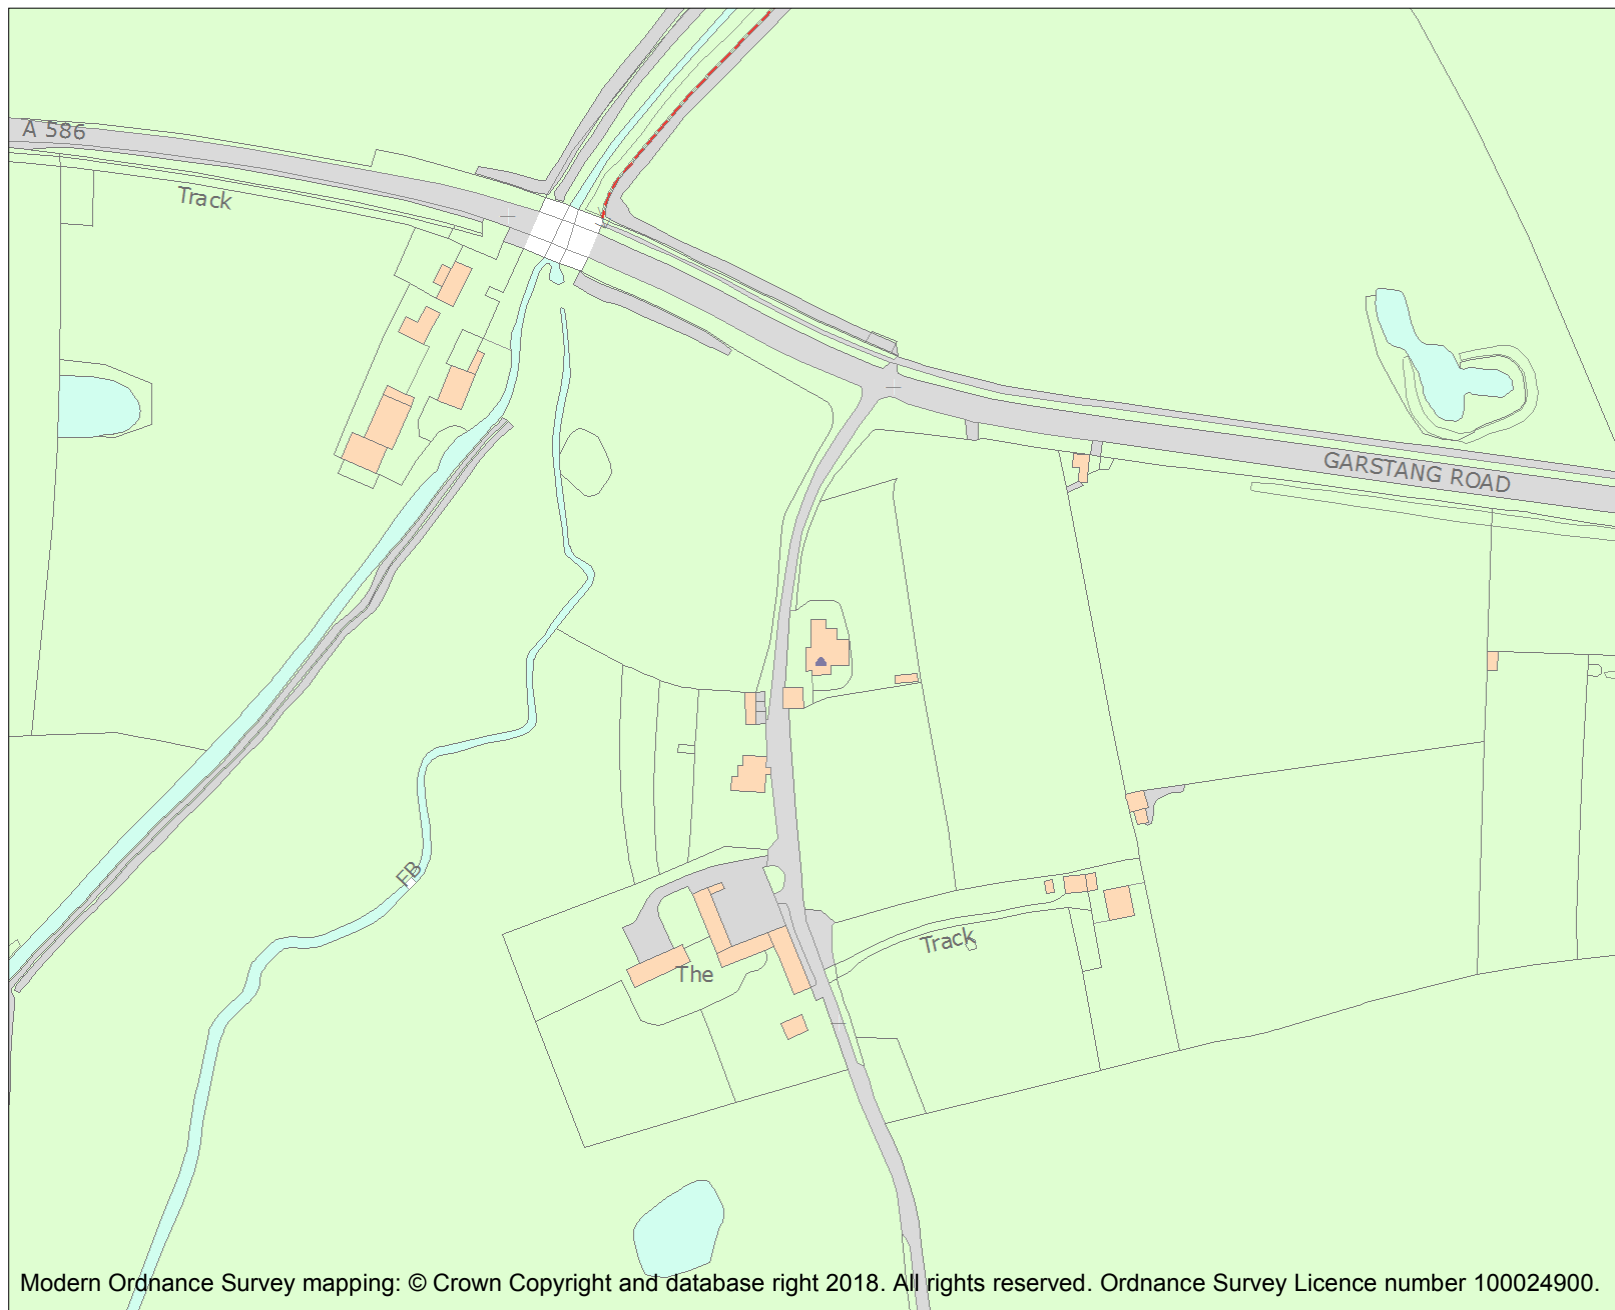 A 586
Track
GARSTANG ROAD
FB
Track
The
Modern Ordnance Survey mapping: © Crown Copyright and database right 2018. All rights reserved. Ordnance Survey Licence number 100024900.